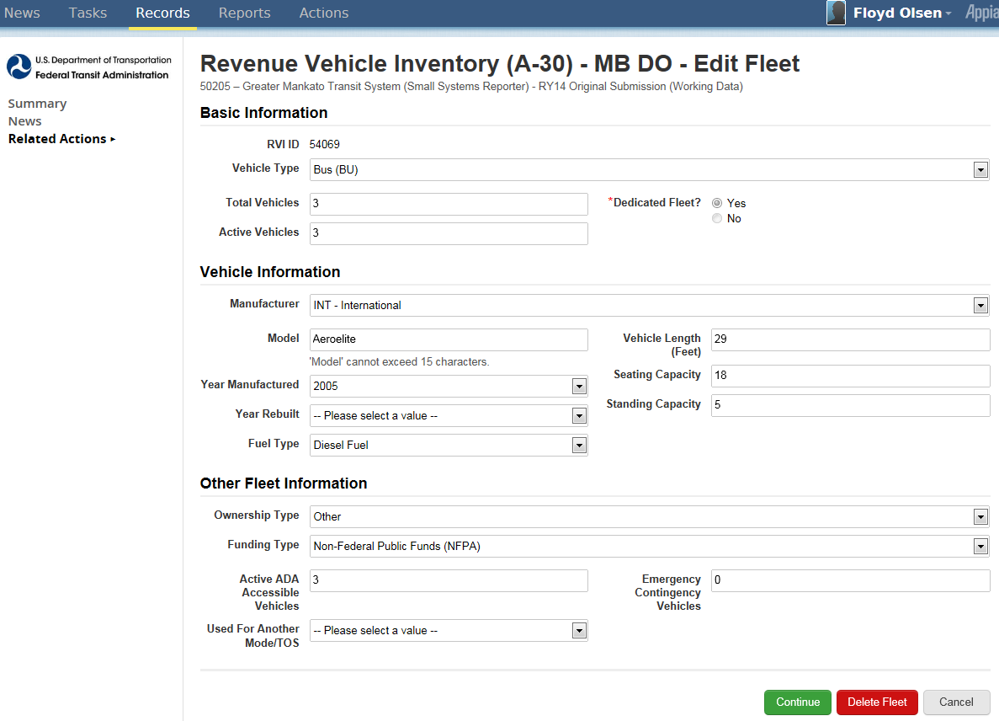 News Tasks Records Reports Actions Floyd Olsen
U.S. Department of Transportation
Federal Transit Administration
Summary
News
Related Actions
Revenue Vehicle Inventory (A-30) - MB DO - Edit Fleet
50205 – Greater Mankato Transit System (Small Systems Reporter) - RY14 Original Submission (Working Data)
Basic Information
RVI ID 54069
Vehicle Type Bus (BU)
Total Vehicles 3
*Dedicated Fleet? Yes
No
Active Vehicles 3
Vehicle Information
Manufacturer INT - International
Model Aeroelite
'Model' cannot exceed 15 characters.
Vehicle Length
(Feet) 29
Seating Capacity 18
Year Manufactured 2005
Standing Capacity 5
Year Rebuilt -- Please select a value --
Fuel Type Diesel Fuel
Other Fleet Information
Ownership Type Other
Funding Type Non-Federal Public Funds (NFPA)
Active ADA
Accessible
Vehicles 3
Emergency
Contingency
Vehicles 0
Used For Another
Mode/TOS -- Please select a value --
Continue Delete Fleet Cancel